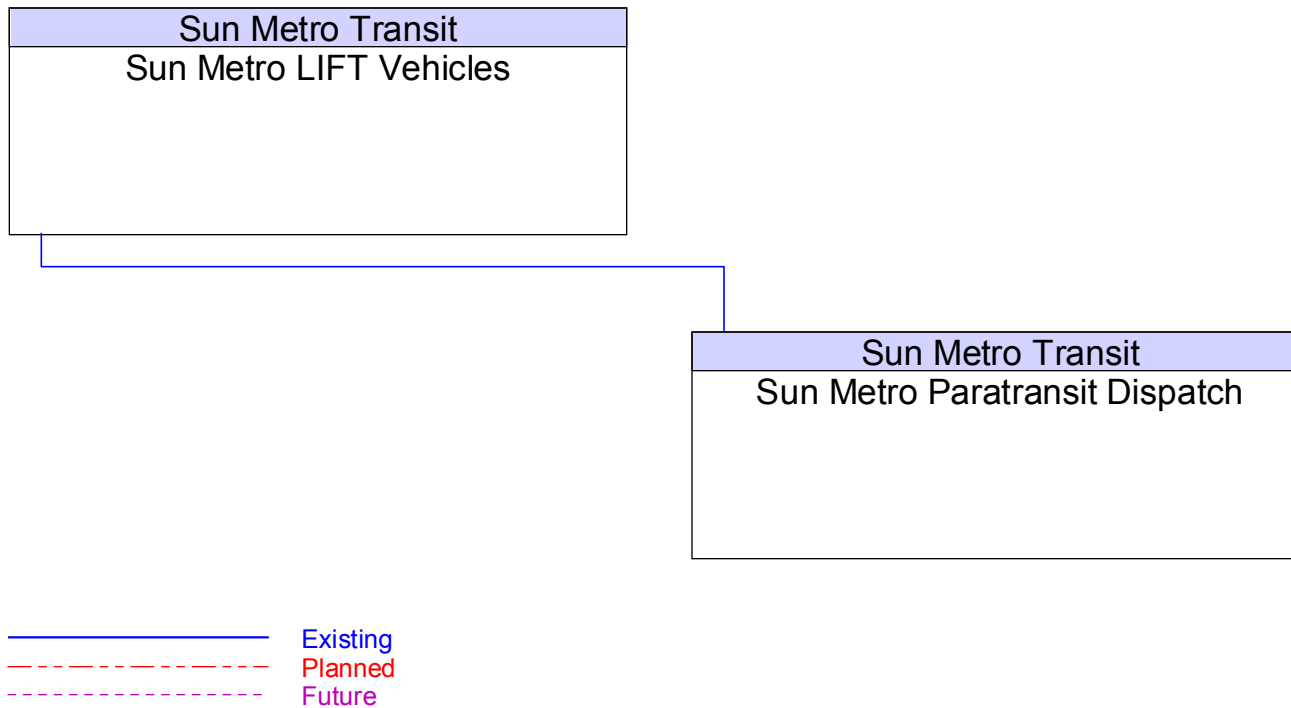 Sun Metro Transit
Sun Metro LIFT Vehicles
Sun Metro Transit
Sun Metro Paratransit Dispatch
Existing
Planned
Future